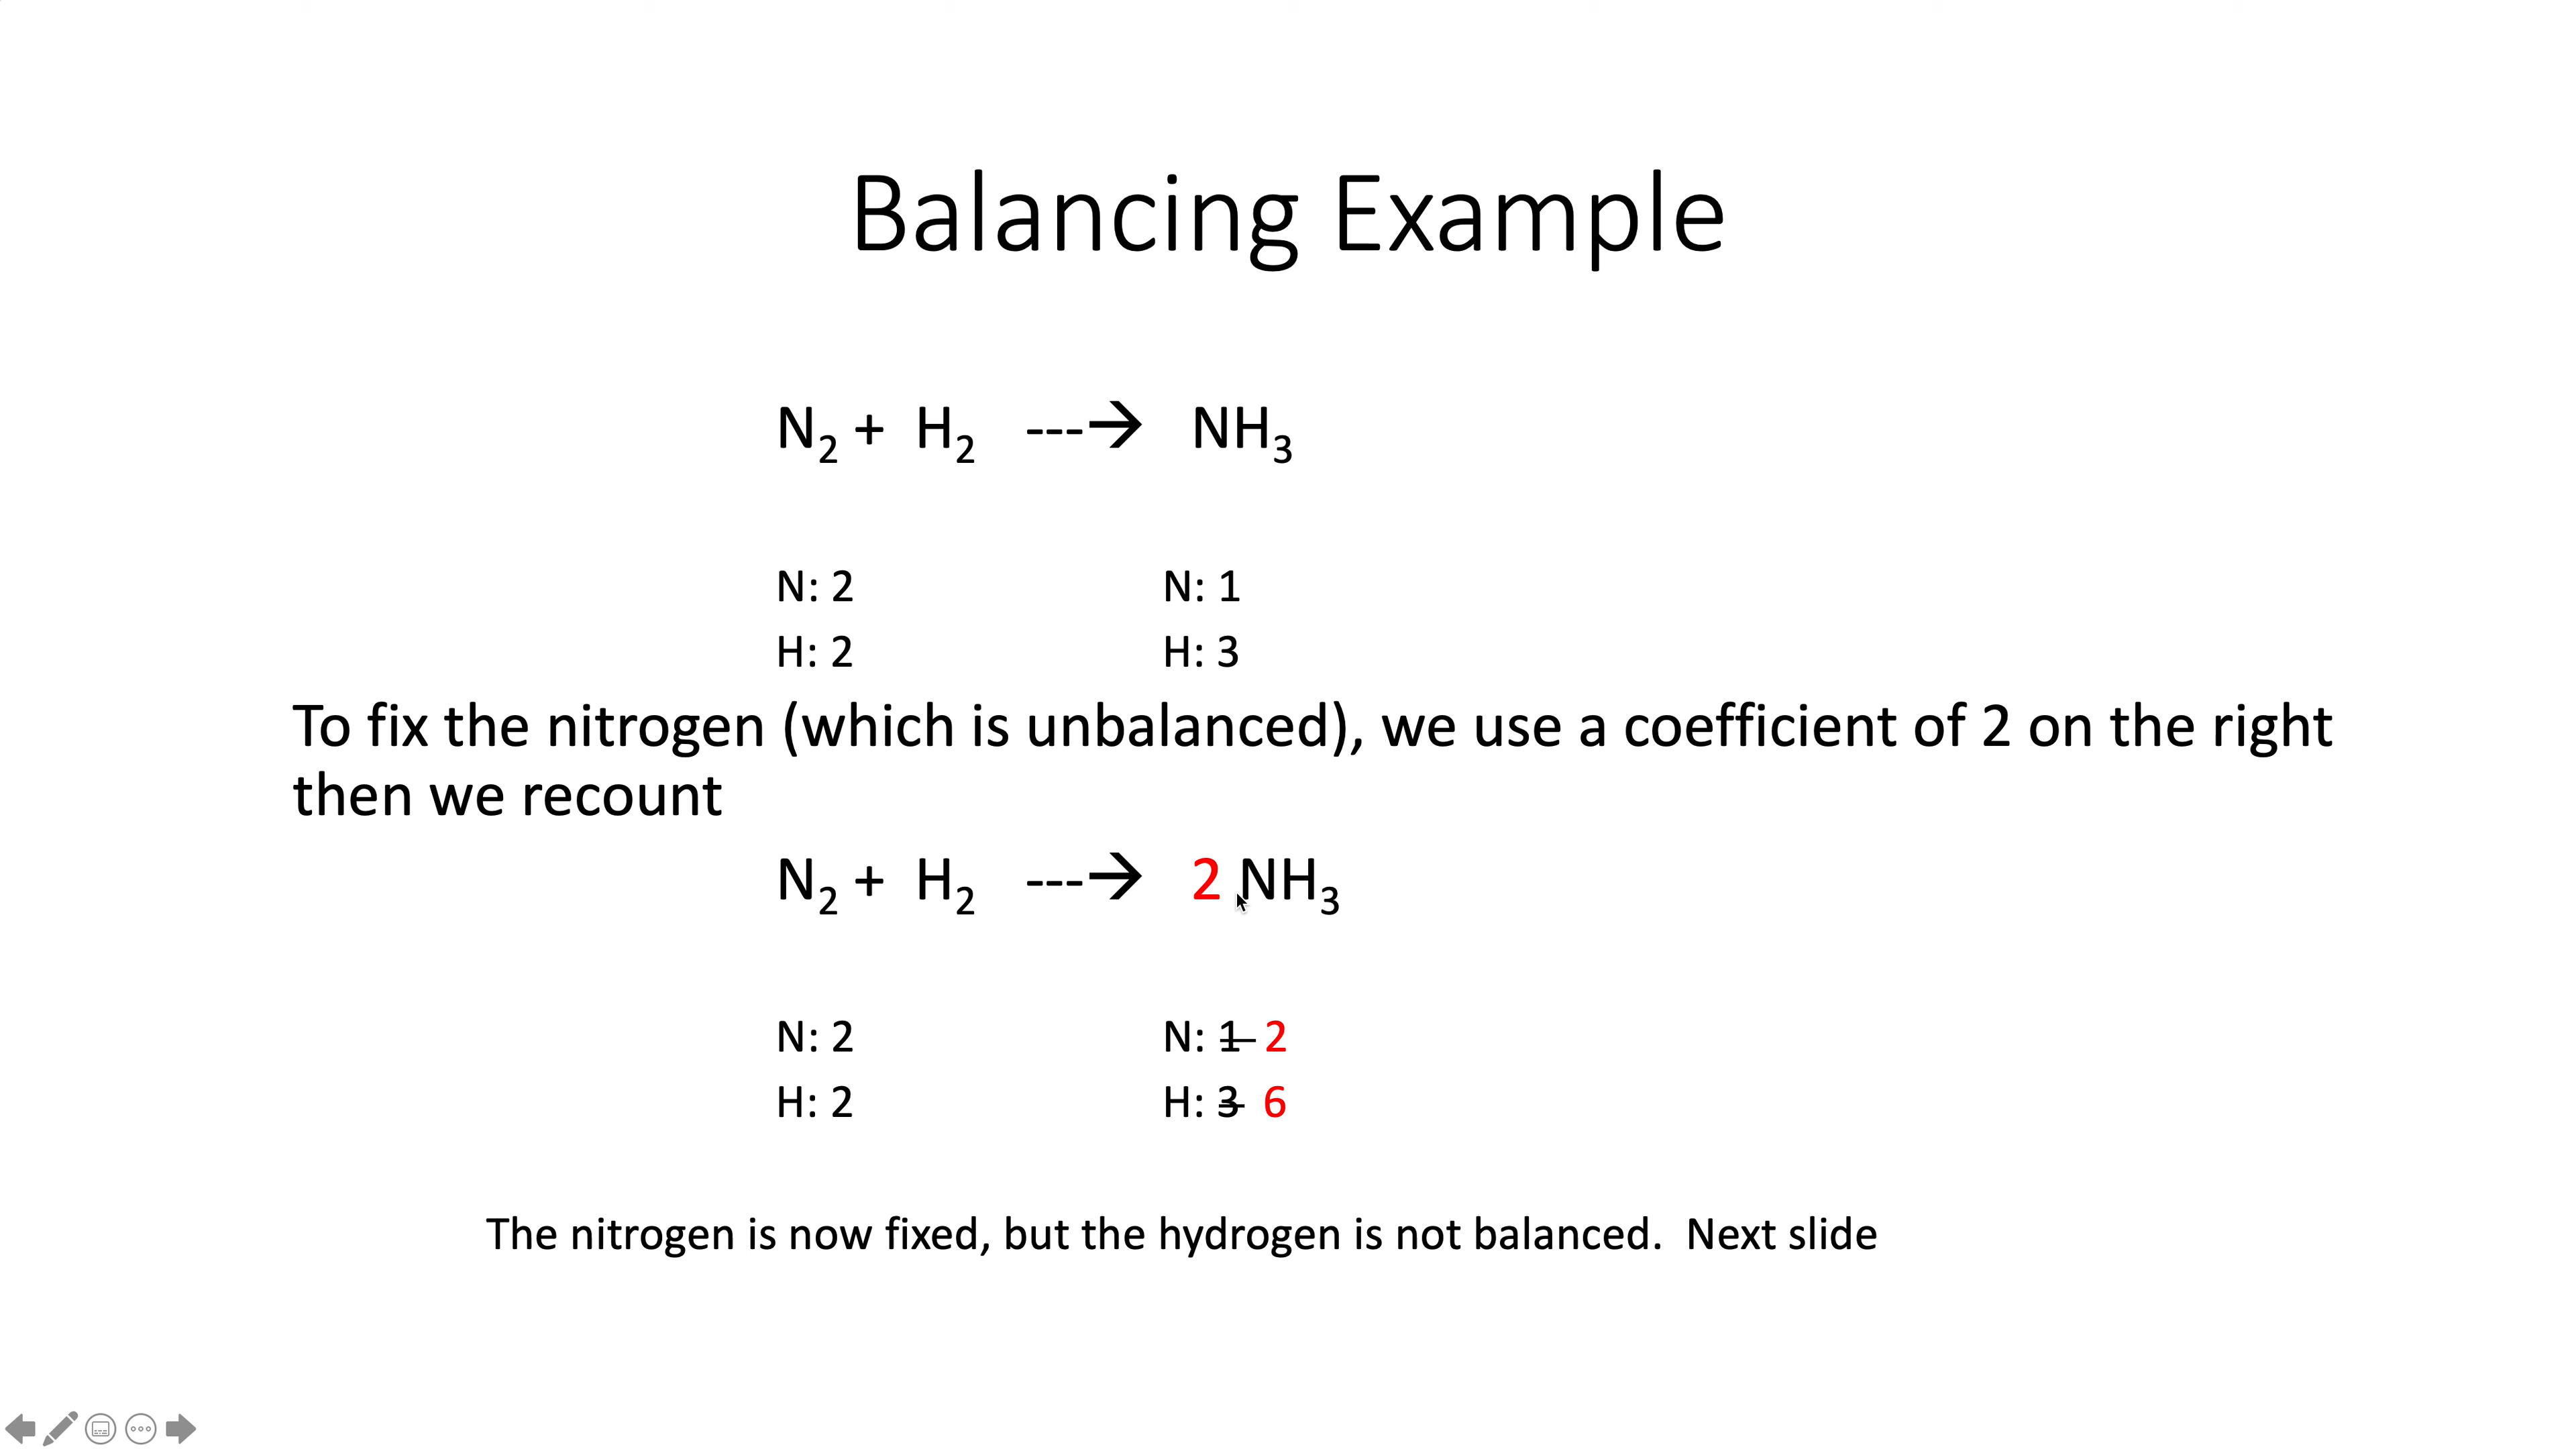 Balancing Example
N₂ + H₂ ---→ NH₃
N: 2 N: 1
H: 2 H: 3
To fix the nitrogen (which is unbalanced), we use a coefficient of 2 on the right
then we recount
N₂ + H₂ ---→ 2 NH₃
N: 2 N: 1 2
H: 2 H: 3 6
The nitrogen is now fixed, but the hydrogen is not balanced. Next slide